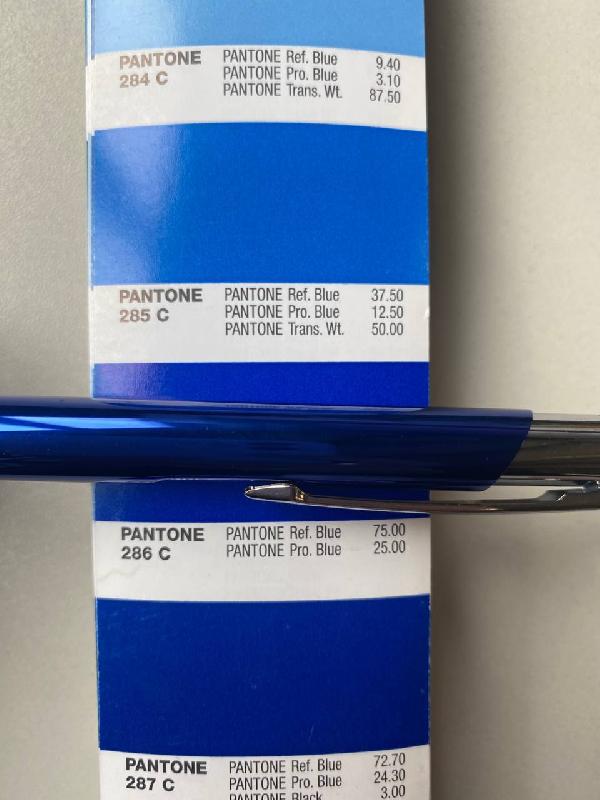 PANTONE PANTONE Ref. Blue 9.40
284 C PANTONE Pro. Blue 3.10
PANTONE Trans. Wt. 87.50
PANTONE PANTONE Ref. Blue 37.50
285 C PANTONE Pro. Blue 12.50
PANTONE Trans. Wt. 50.00
PANTONE PANTONE Ref. Blue 75.00
286 C PANTONE Pro. Blue 25.00
PANTONE PANTONE Ref. Blue 72.70
287 C PANTONE Pro. Blue 24.30
PANTONE Black 3.00